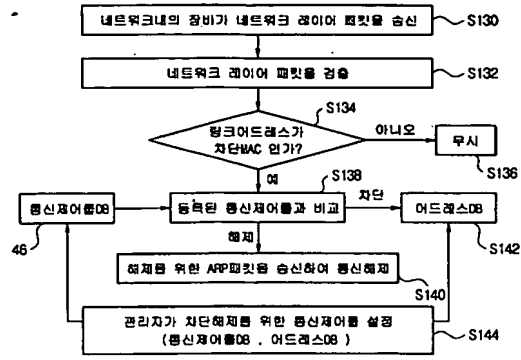 네트워크내의 장비가 네트워크 레이어 패킷을 송신
S130
네트워크 레이어 패킷을 검출
S132
S134
링크어드레스가
차단MAC 인가?
아니오
무시
S136
예
S138
통신제어룰DB
46
등록된 통신제어룰과 비교
차단
어드레스DB
S142
해제
해제를 위한 ARP패킷을 송신하여 통신해제
S140
관리자가 차단해제를 위한 통신제어룰 설정
(통신제어룰DB , 어드레스DB )
S144